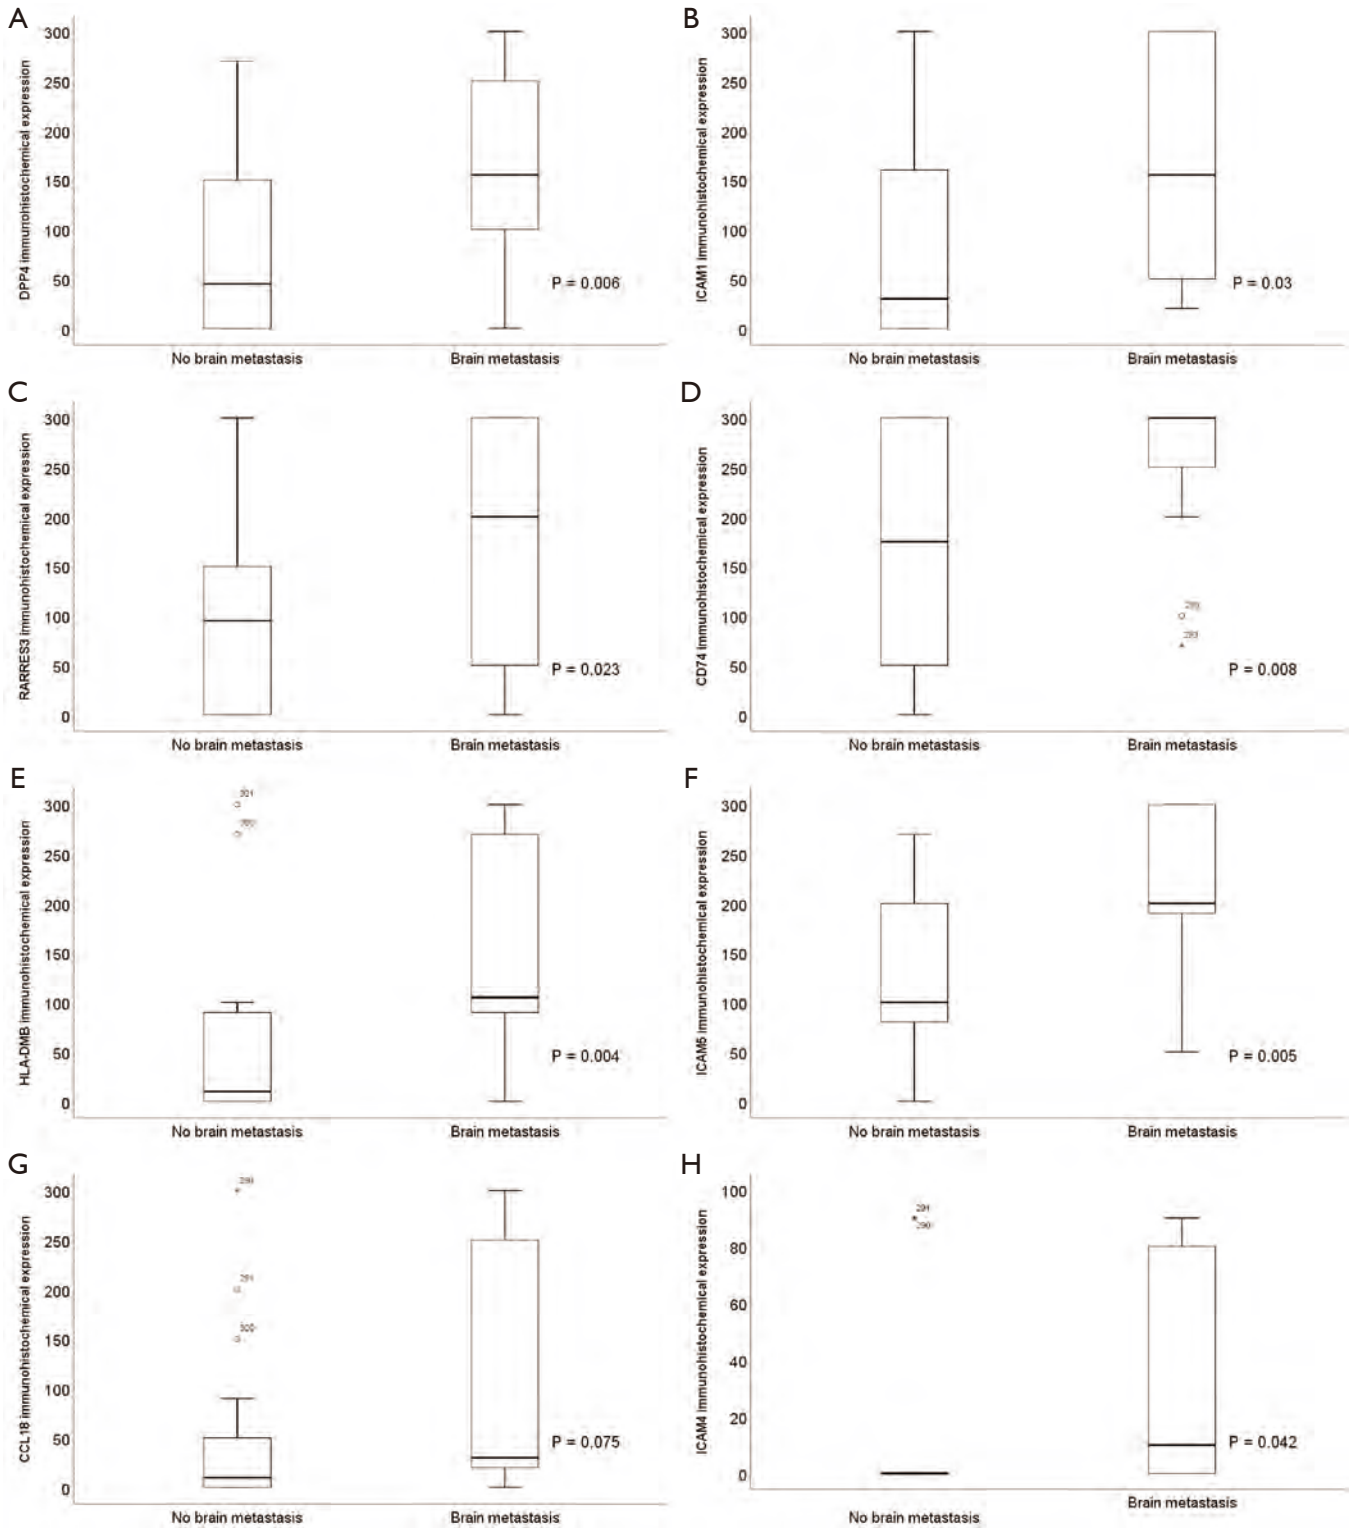 A
DPP4 immunohistochemical expression
300
250
200
150
100
50
0
P = 0.006
No brain metastasis
Brain metastasis
B
ICAM1 immunohistochemical expression
300
250
200
150
100
50
0
P = 0.03
No brain metastasis
Brain metastasis
C
RARRES3 immunohistochemical expression
300
250
200
150
100
50
0
P = 0.023
No brain metastasis
Brain metastasis
D
CD74 immunohistochemical expression
300
250
200
150
100
50
0
P = 0.008
No brain metastasis
Brain metastasis
E
HLA-DMB immunohistochemical expression
300
250
200
150
100
50
0
P = 0.004
No brain metastasis
Brain metastasis
F
ICAM5 immunohistochemical expression
300
250
200
150
100
50
0
P = 0.005
No brain metastasis
Brain metastasis
G
CCL18 immunohistochemical expression
300
250
200
150
100
50
0
P = 0.075
No brain metastasis
Brain metastasis
H
ICAM4 immunohistochemical expression
100
80
60
40
20
0
P = 0.042
No brain metastasis
Brain metastasis